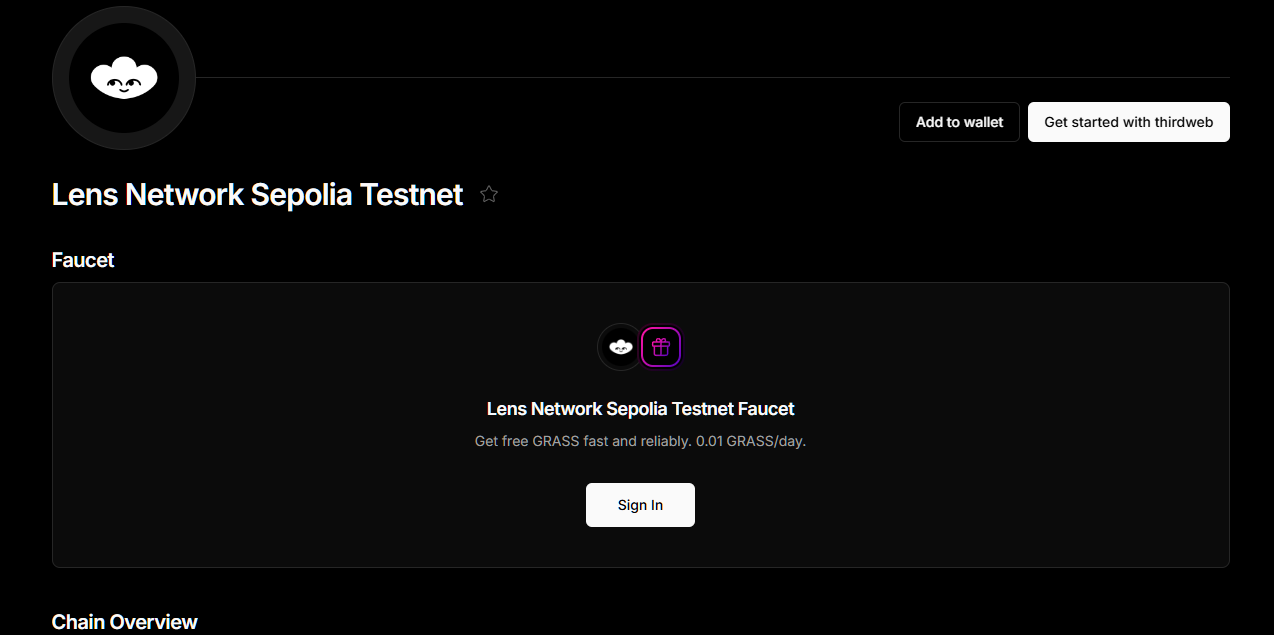 Add to wallet
Get started with thirdweb
Lens Network Sepolia Testnet
Faucet
Lens Network Sepolia Testnet Faucet
Get free GRASS fast and reliably. 0.01 GRASS/day.
Sign In
Chain Overview